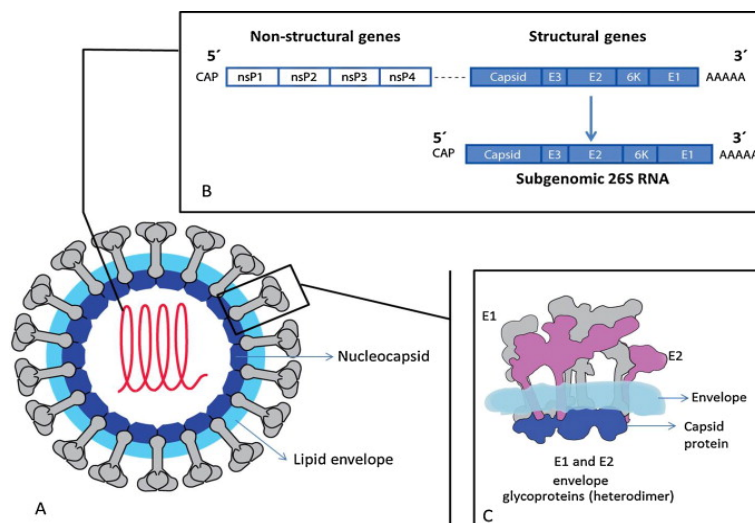 Non-structural genes
Structural genes
5´
3´
CAP nsP1 nsP2 nsP3 nsP4
Capsid E3 E2 6K E1 AAAAA
5´
3´
CAP Capsid E3 E2 6K E1 AAAAA
Subgenomic 26S RNA
B
Nucleocapsid
Lipid envelope
A
E1
E2
Envelope
Capsid
protein
E1 and E2
envelope
glycoproteins (heterodimer)
C